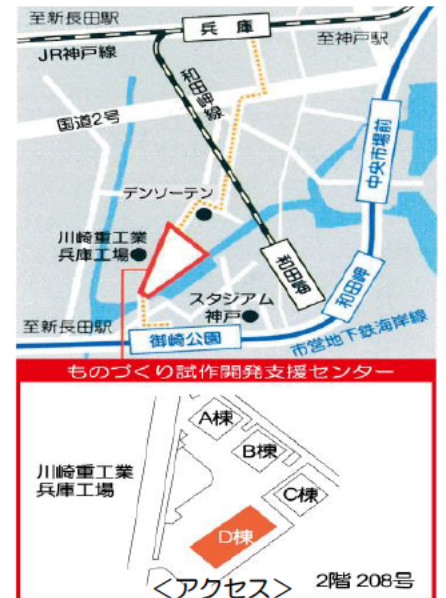 至新長田駅
兵庫
至神戸駅
JR神戸線
和田岬線
国道2号
中央市場前
デンソーテン
川崎重工業
兵庫工場
和田岬
和田岬
スタジアム
神戸
至新長田駅
御崎公園
市営地下鉄海岸線
ものづくり試作開発支援センター
A棟
B棟
川崎重工業
兵庫工場
C棟
D棟
<アクセス>
2階 208号